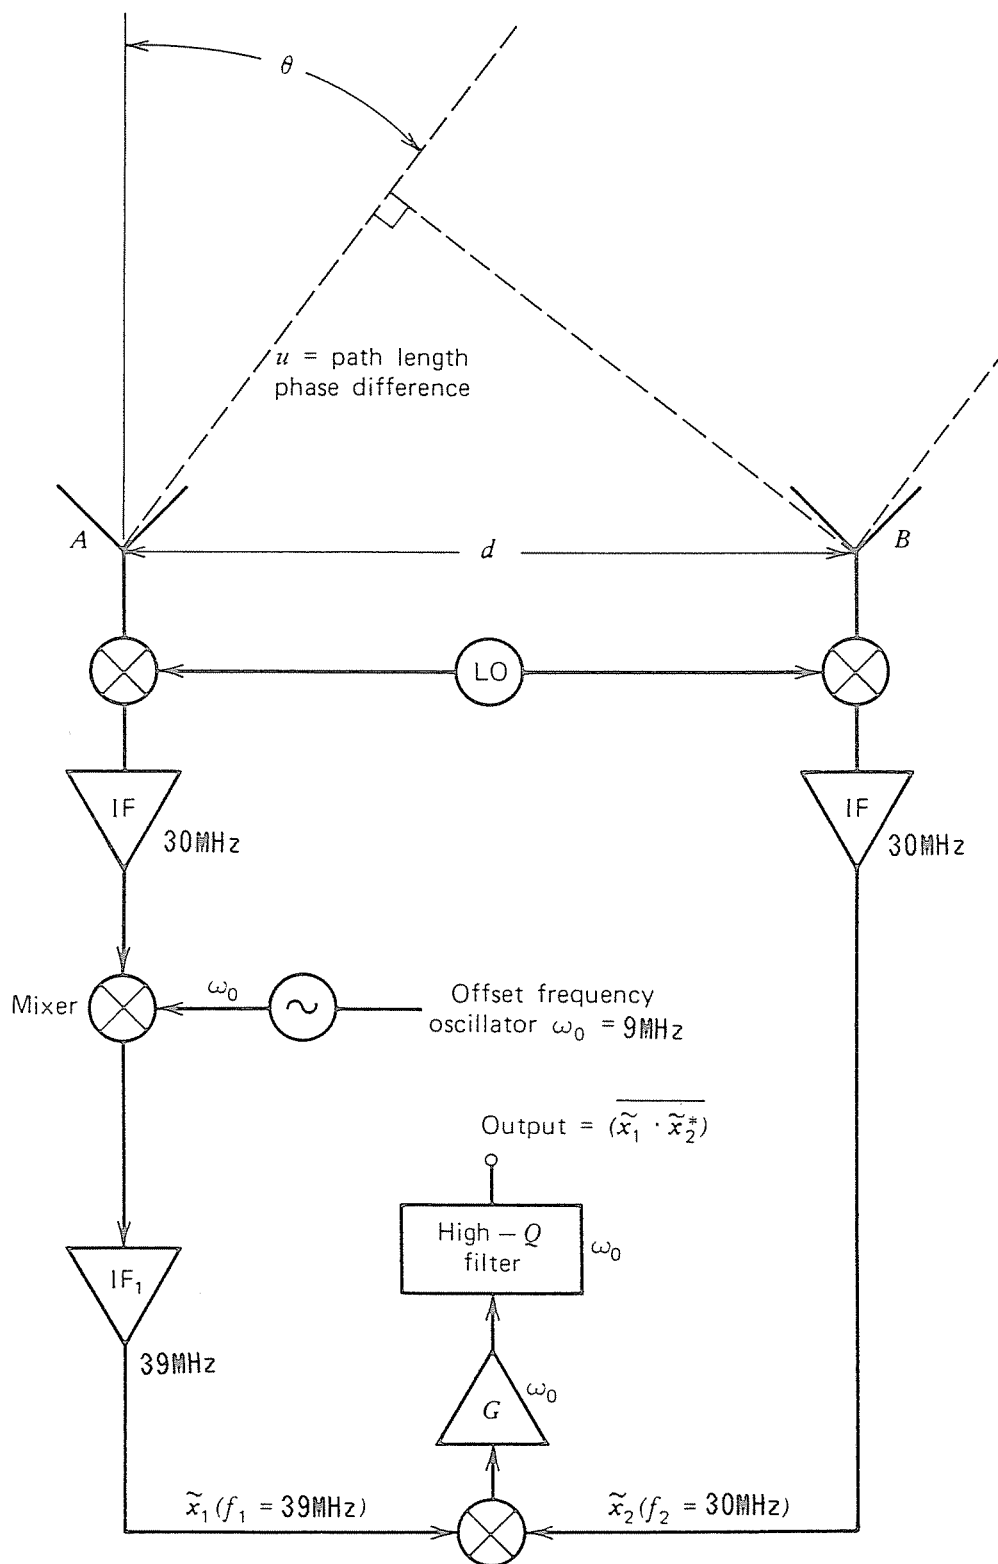 θ
u = path length
phase difference
A
d
B
LO
IF
30MHz
IF
30MHz
Mixer
ω₀
~
Offset frequency
oscillator ω₀ = 9MHz
Output = (x̃₁ · x̃₂*)
High – Q
filter
ω₀
IF₁
39MHz
G
ω₀
x̃₁(f₁ = 39MHz)
x̃₂(f₂ = 30MHz)